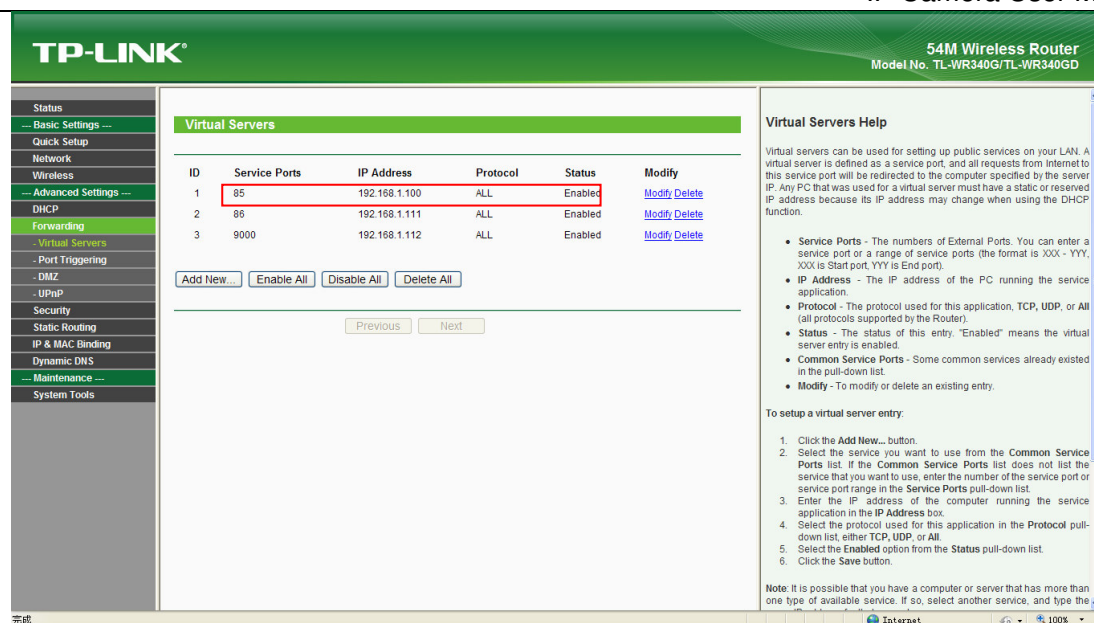 TP-LINK®
54M Wireless Router
Model No. TL-WR340G/TL-WR340GD
Status
--- Basic Settings ---
Quick Setup
Network
Wireless
--- Advanced Settings ---
DHCP
Forwarding
- Virtual Servers
- Port Triggering
- DMZ
- UPnP
Security
Static Routing
IP & MAC Binding
Dynamic DNS
--- Maintenance ---
System Tools
Virtual Servers
ID Service Ports IP Address Protocol Status Modify
1 85 192.168.1.100 ALL Enabled Modify Delete
2 86 192.168.1.111 ALL Enabled Modify Delete
3 9000 192.168.1.112 ALL Enabled Modify Delete
Add New... Enable All Disable All Delete All
Previous Next
Virtual Servers Help
Virtual servers can be used for setting up public services on your LAN. A
virtual server is defined as a service port, and all requests from Internet to
this service port will be redirected to the computer specified by the server
IP. Any PC that was used for a virtual server must have a static or reserved
IP address because its IP address may change when using the DHCP
function.
• Service Ports - The numbers of External Ports. You can enter a
service port or a range of service ports (the format is XXX - YYY,
XXX is Start port, YYY is End port).
• IP Address - The IP address of the PC running the service
application.
• Protocol - The protocol used for this application, TCP, UDP, or All
(all protocols supported by the Router).
• Status - The status of this entry. "Enabled" means the virtual
server entry is enabled.
• Common Service Ports - Some common services already existed
in the pull-down list.
• Modify - To modify or delete an existing entry.
To setup a virtual server entry:
1. Click the Add New... button.
2. Select the service you want to use from the Common Service
Ports list. If the Common Service Ports list does not list the
service that you want to use, enter the number of the service port or
service port range in the Service Ports pull-down list.
3. Enter the IP address of the computer running the service
application in the IP Address box.
4. Select the protocol used for this application in the Protocol pull-
down list, either TCP, UDP, or All.
5. Select the Enabled option from the Status pull-down list.
6. Click the Save button.
Note: It is possible that you have a computer or server that has more than
one type of available service. If so, select another service, and type the
完成 Internet 100%